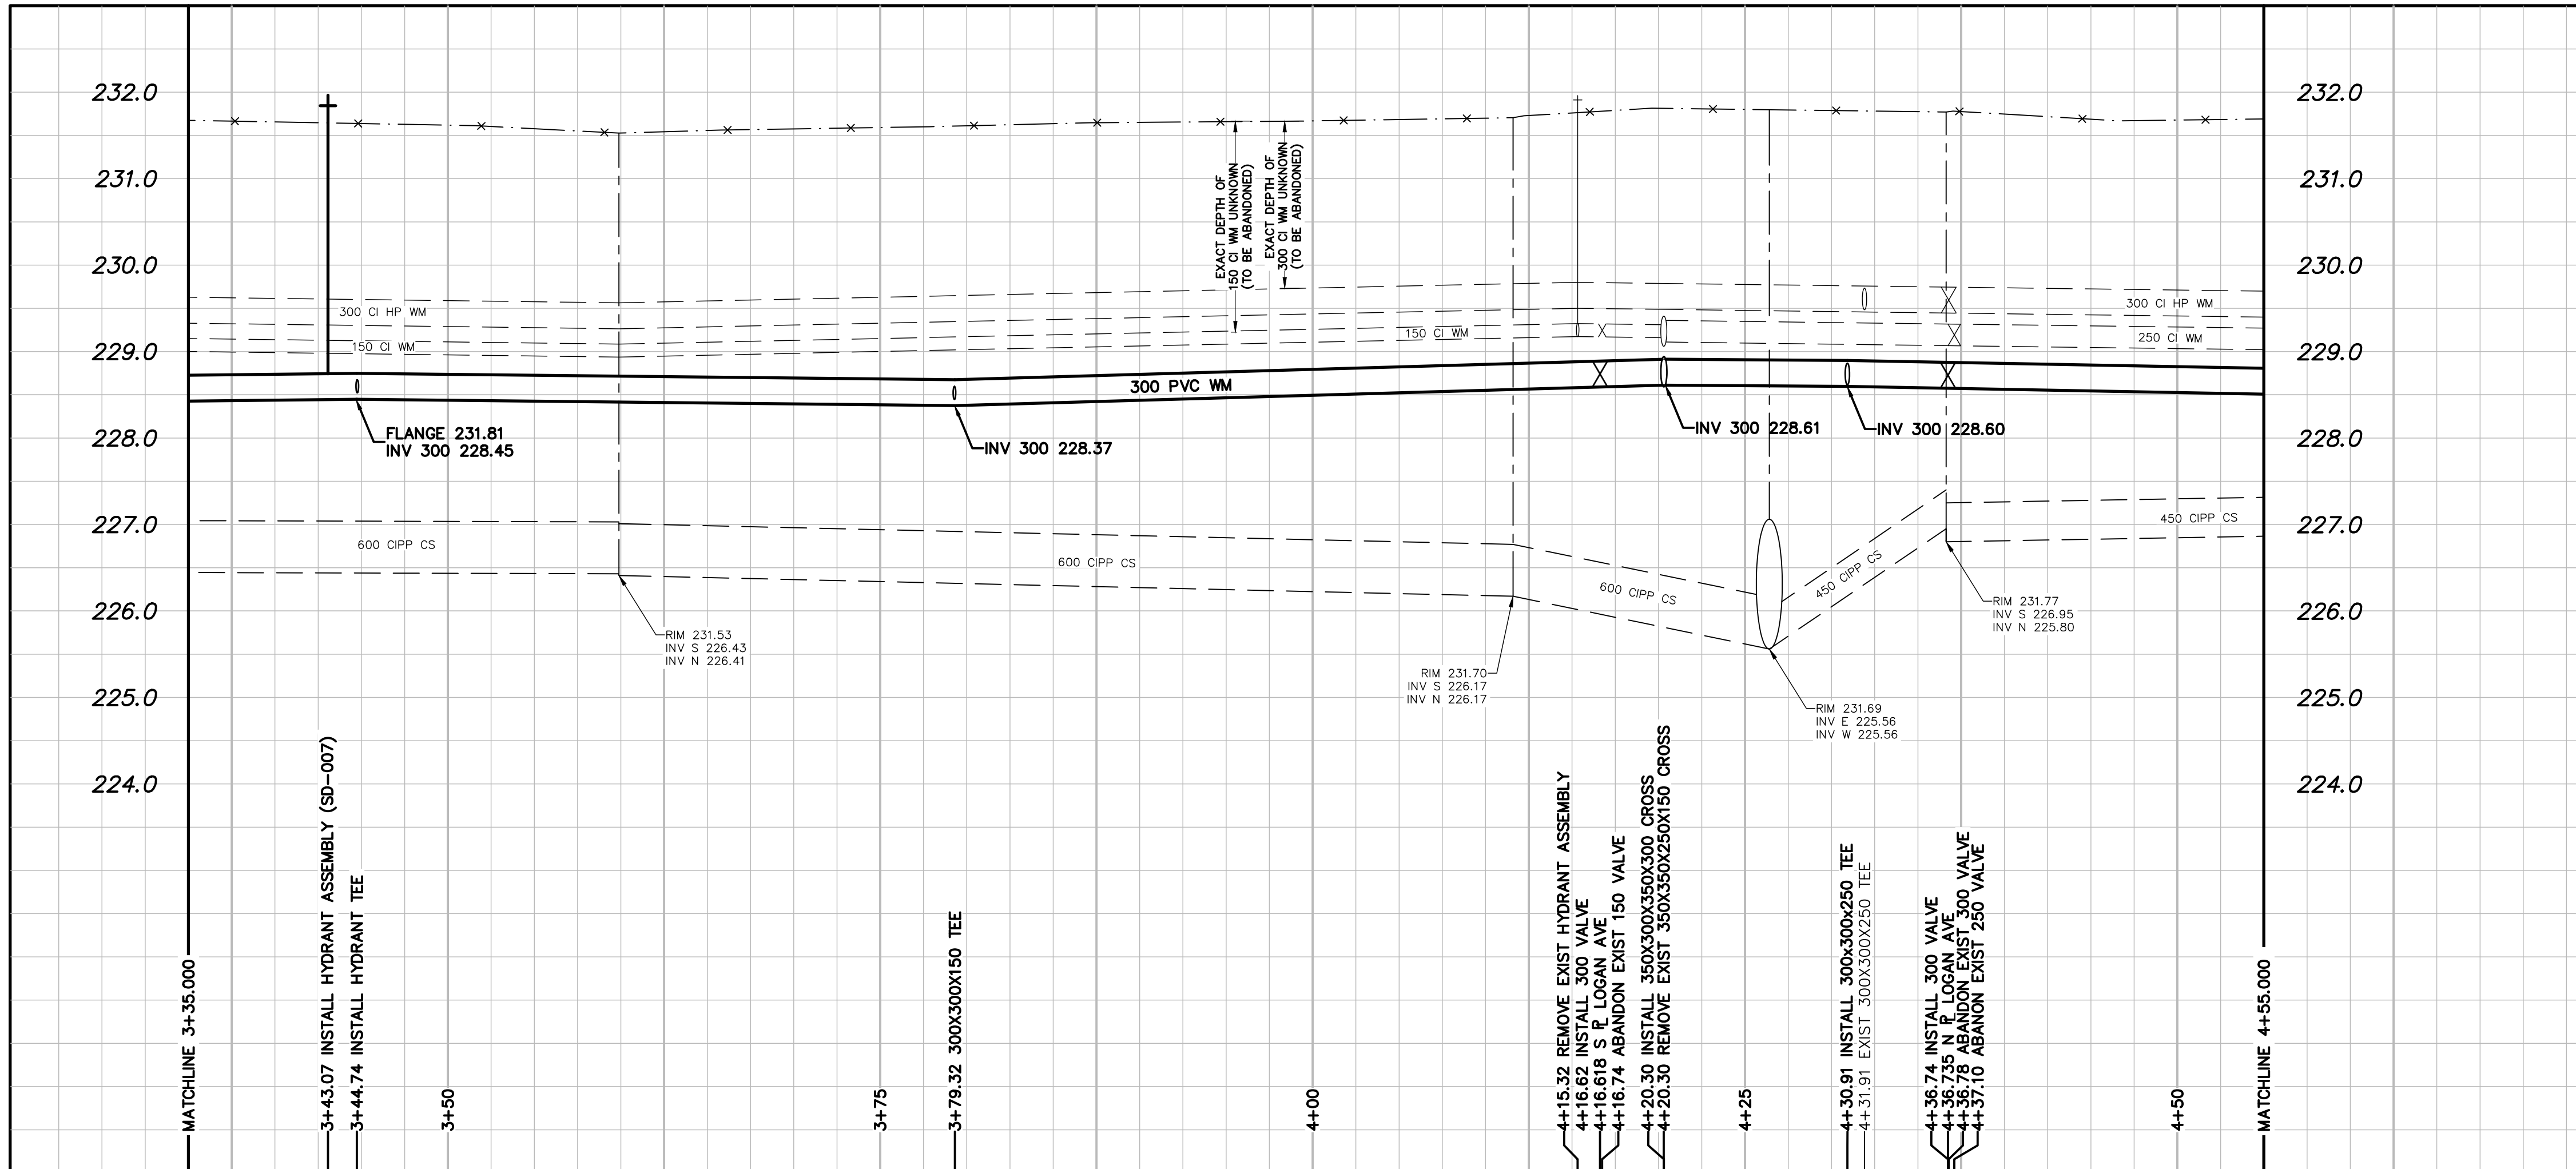 232.0
232.0
231.0
231.0
230.0
230.0
229.0
229.0
228.0
228.0
227.0
227.0
226.0
226.0
225.0
225.0
224.0
224.0
EXACT DEPTH OF
150 CI WM UNKNOWN
(TO BE ABANDONED)
EXACT DEPTH OF
300 CI WM UNKNOWN
(TO BE ABANDONED)
300 CI HP WM
150 CI WM
150 CI WM
300 CI HP WM
250 CI WM
300 PVC WM
FLANGE 231.81
INV 300 228.45
INV 300 228.37
INV 300 228.61
INV 300 228.60
600 CIPP CS
600 CIPP CS
600 CIPP CS
450 CIPP CS
450 CIPP CS
RIM 231.53
INV S 226.43
INV N 226.41
RIM 231.70
INV S 226.17
INV N 226.17
RIM 231.69
INV E 225.56
INV W 225.56
RIM 231.77
INV S 226.95
INV N 225.80
MATCHLINE 3+35.000
3+43.07 INSTALL HYDRANT ASSEMBLY (SD-007)
3+44.74 INSTALL HYDRANT TEE
3+50
3+75
3+79.32 300X300X150 TEE
4+00
4+15.32 REMOVE EXIST HYDRANT ASSEMBLY
4+16.62 INSTALL 300 VALVE
4+16.618 S PL LOGAN AVE
4+16.74 ABANDON EXIST 150 VALVE
4+20.30 INSTALL 350X300X350X300 CROSS
4+20.30 REMOVE EXIST 350X350X250X150 CROSS
4+25
4+30.91 INSTALL 300x300x250 TEE
4+31.91 EXIST 300X300X250 TEE
4+36.74 INSTALL 300 VALVE
4+36.735 N PL LOGAN AVE
4+36.78 ABANDON EXIST 300 VALVE
4+37.10 ABANON EXIST 250 VALVE
4+50
MATCHLINE 4+55.000